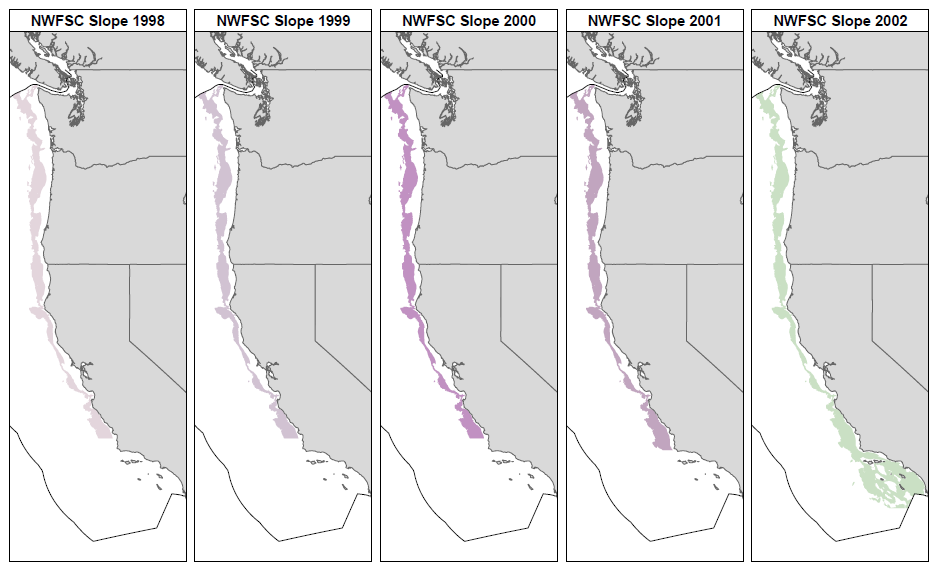 NWFSC Slope 1998
NWFSC Slope 1999
NWFSC Slope 2000
NWFSC Slope 2001
NWFSC Slope 2002